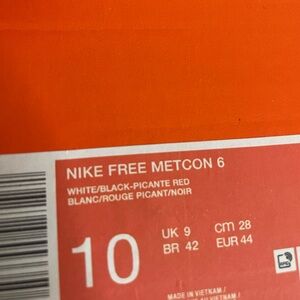 NIKE FREE METCON 6
WHITE/BLACK-PICANTE RED
BLANC/ROUGE PICANT/NOIR
10
UK 9 CM 28
BR 42 EUR 44
MADE IN VIETNAM /